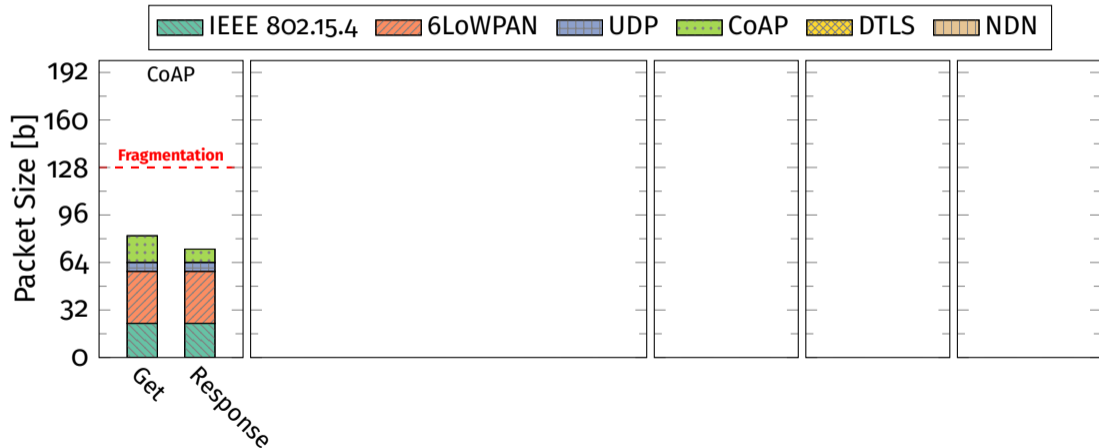 IEEE 802.15.4 6LoWPAN UDP CoAP DTLS NDN
Packet Size [b]
192
160
128
96
64
32
0
CoAP
Fragmentation
Get
Response